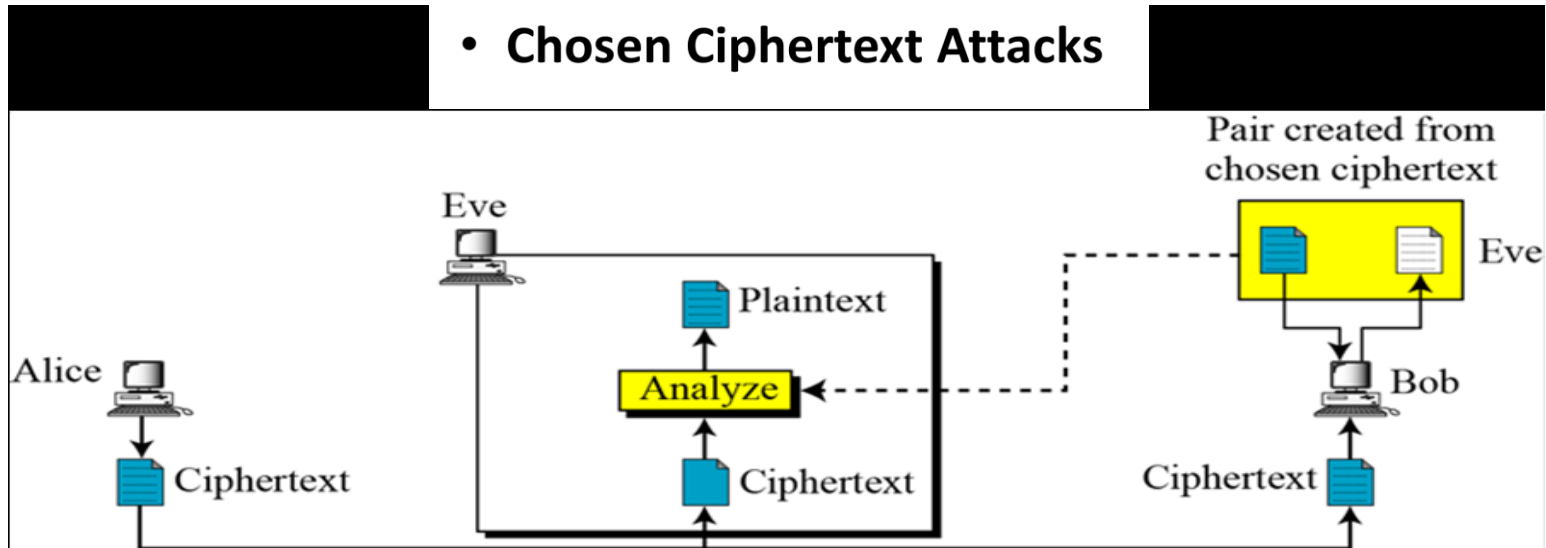 • Chosen Ciphertext Attacks
Pair created from
chosen ciphertext
Eve
Eve
Plaintext
Alice
Analyze
Bob
Ciphertext
Ciphertext
Ciphertext